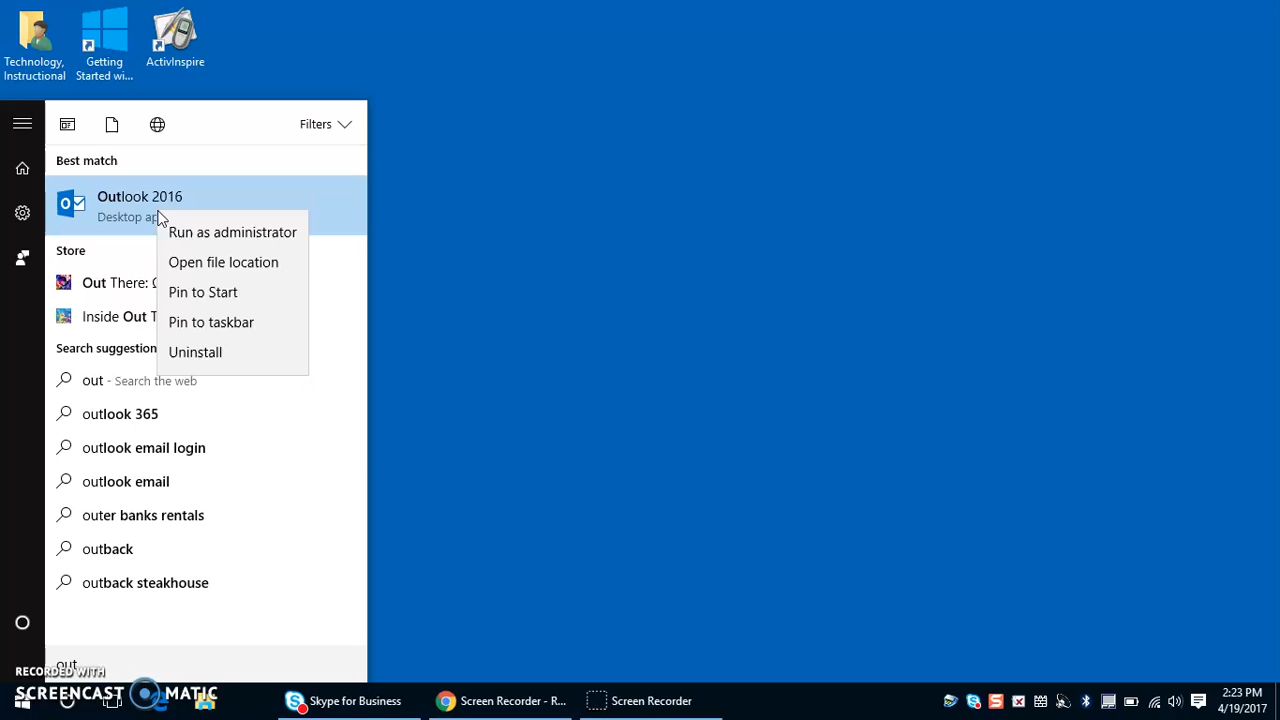 Technology,
Instructional
Getting
Started wi...
ActivInspire
Filters
Best match
Outlook 2016
Desktop ap
Run as administrator
Open file location
Pin to Start
Pin to taskbar
Uninstall
Store
Out There:
Inside Out T
Search suggestion
out - Search the web
outlook 365
outlook email login
outlook email
outer banks rentals
outback
outback steakhouse
out
RECORDED WITH
SCREENCAST MATIC
Skype for Business
Screen Recorder - R...
Screen Recorder
2:23 PM
4/19/2017